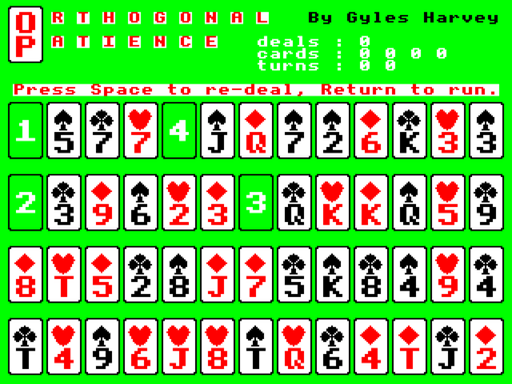 O RTHOGONAL By Gyles Harvey
P ATIENCE deals : 0
cards : 0 0 0 0
turns : 0 0
Press Space to re-deal, Return to run.
1 5 7 7 4 J Q 7 2 6 K 3 3
2 3 9 6 2 3 3 Q K K Q 5 9
8 T 5 2 8 J 7 5 K 8 4 9 4
T 4 9 6 J 8 T Q 6 4 T J 2